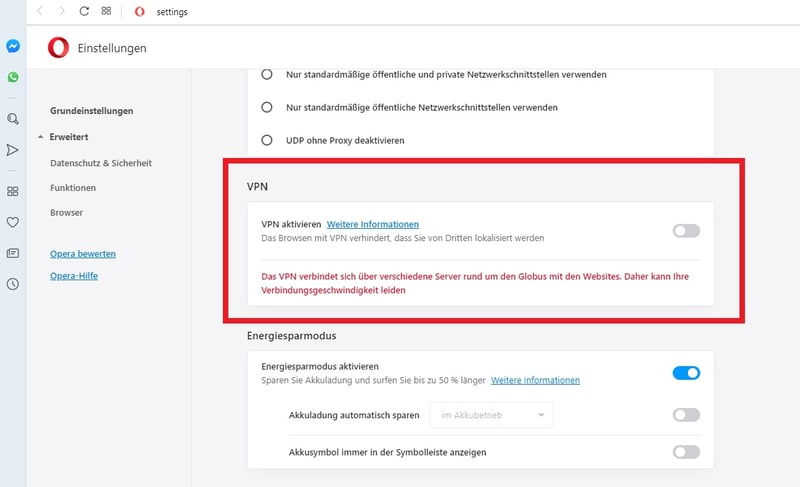 settings
Einstellungen
Nur standardmäßige öffentliche und private Netzwerkschnittstellen verwenden
Nur standardmäßige öffentliche Netzwerkschnittstellen verwenden
UDP ohne Proxy deaktivieren
Grundeinstellungen
Erweitert
Datenschutz & Sicherheit
Funktionen
Browser
Opera bewerten
Opera-Hilfe
VPN
VPN aktivieren Weitere Informationen
Das Browsen mit VPN verhindert, dass Sie von Dritten lokalisiert werden
Das VPN verbindet sich über verschiedene Server rund um den Globus mit den Websites. Daher kann Ihre
Verbindungsgeschwindigkeit leiden
Energiesparmodus
Energiesparmodus aktivieren
Sparen Sie Akkuladung und surfen Sie bis zu 50 % länger Weitere Informationen
Akkuladung automatisch sparen im Akkubetrieb
Akkusymbol immer in der Symbolleiste anzeigen